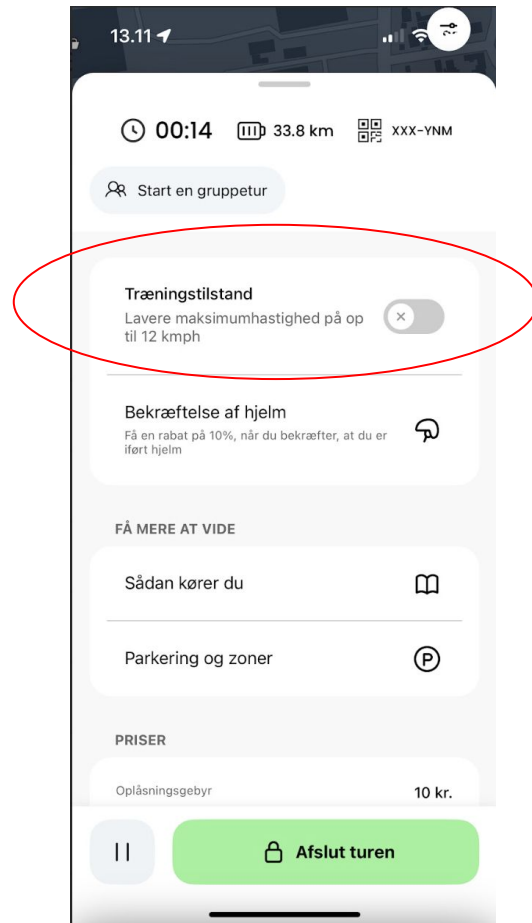 13.11
00:14 33.8 km XXX-YNM
Start en gruppetur
Træningstilstand
Lavere maksimumhastighed på op
til 12 kmph
Bekræftelse af hjelm
Få en rabat på 10%, når du bekræfter, at du er
iført hjelm
FÅ MERE AT VIDE
Sådan kører du
Parkering og zoner
P
PRISER
Oplåsningsgebyr 10 kr.
Afslut turen